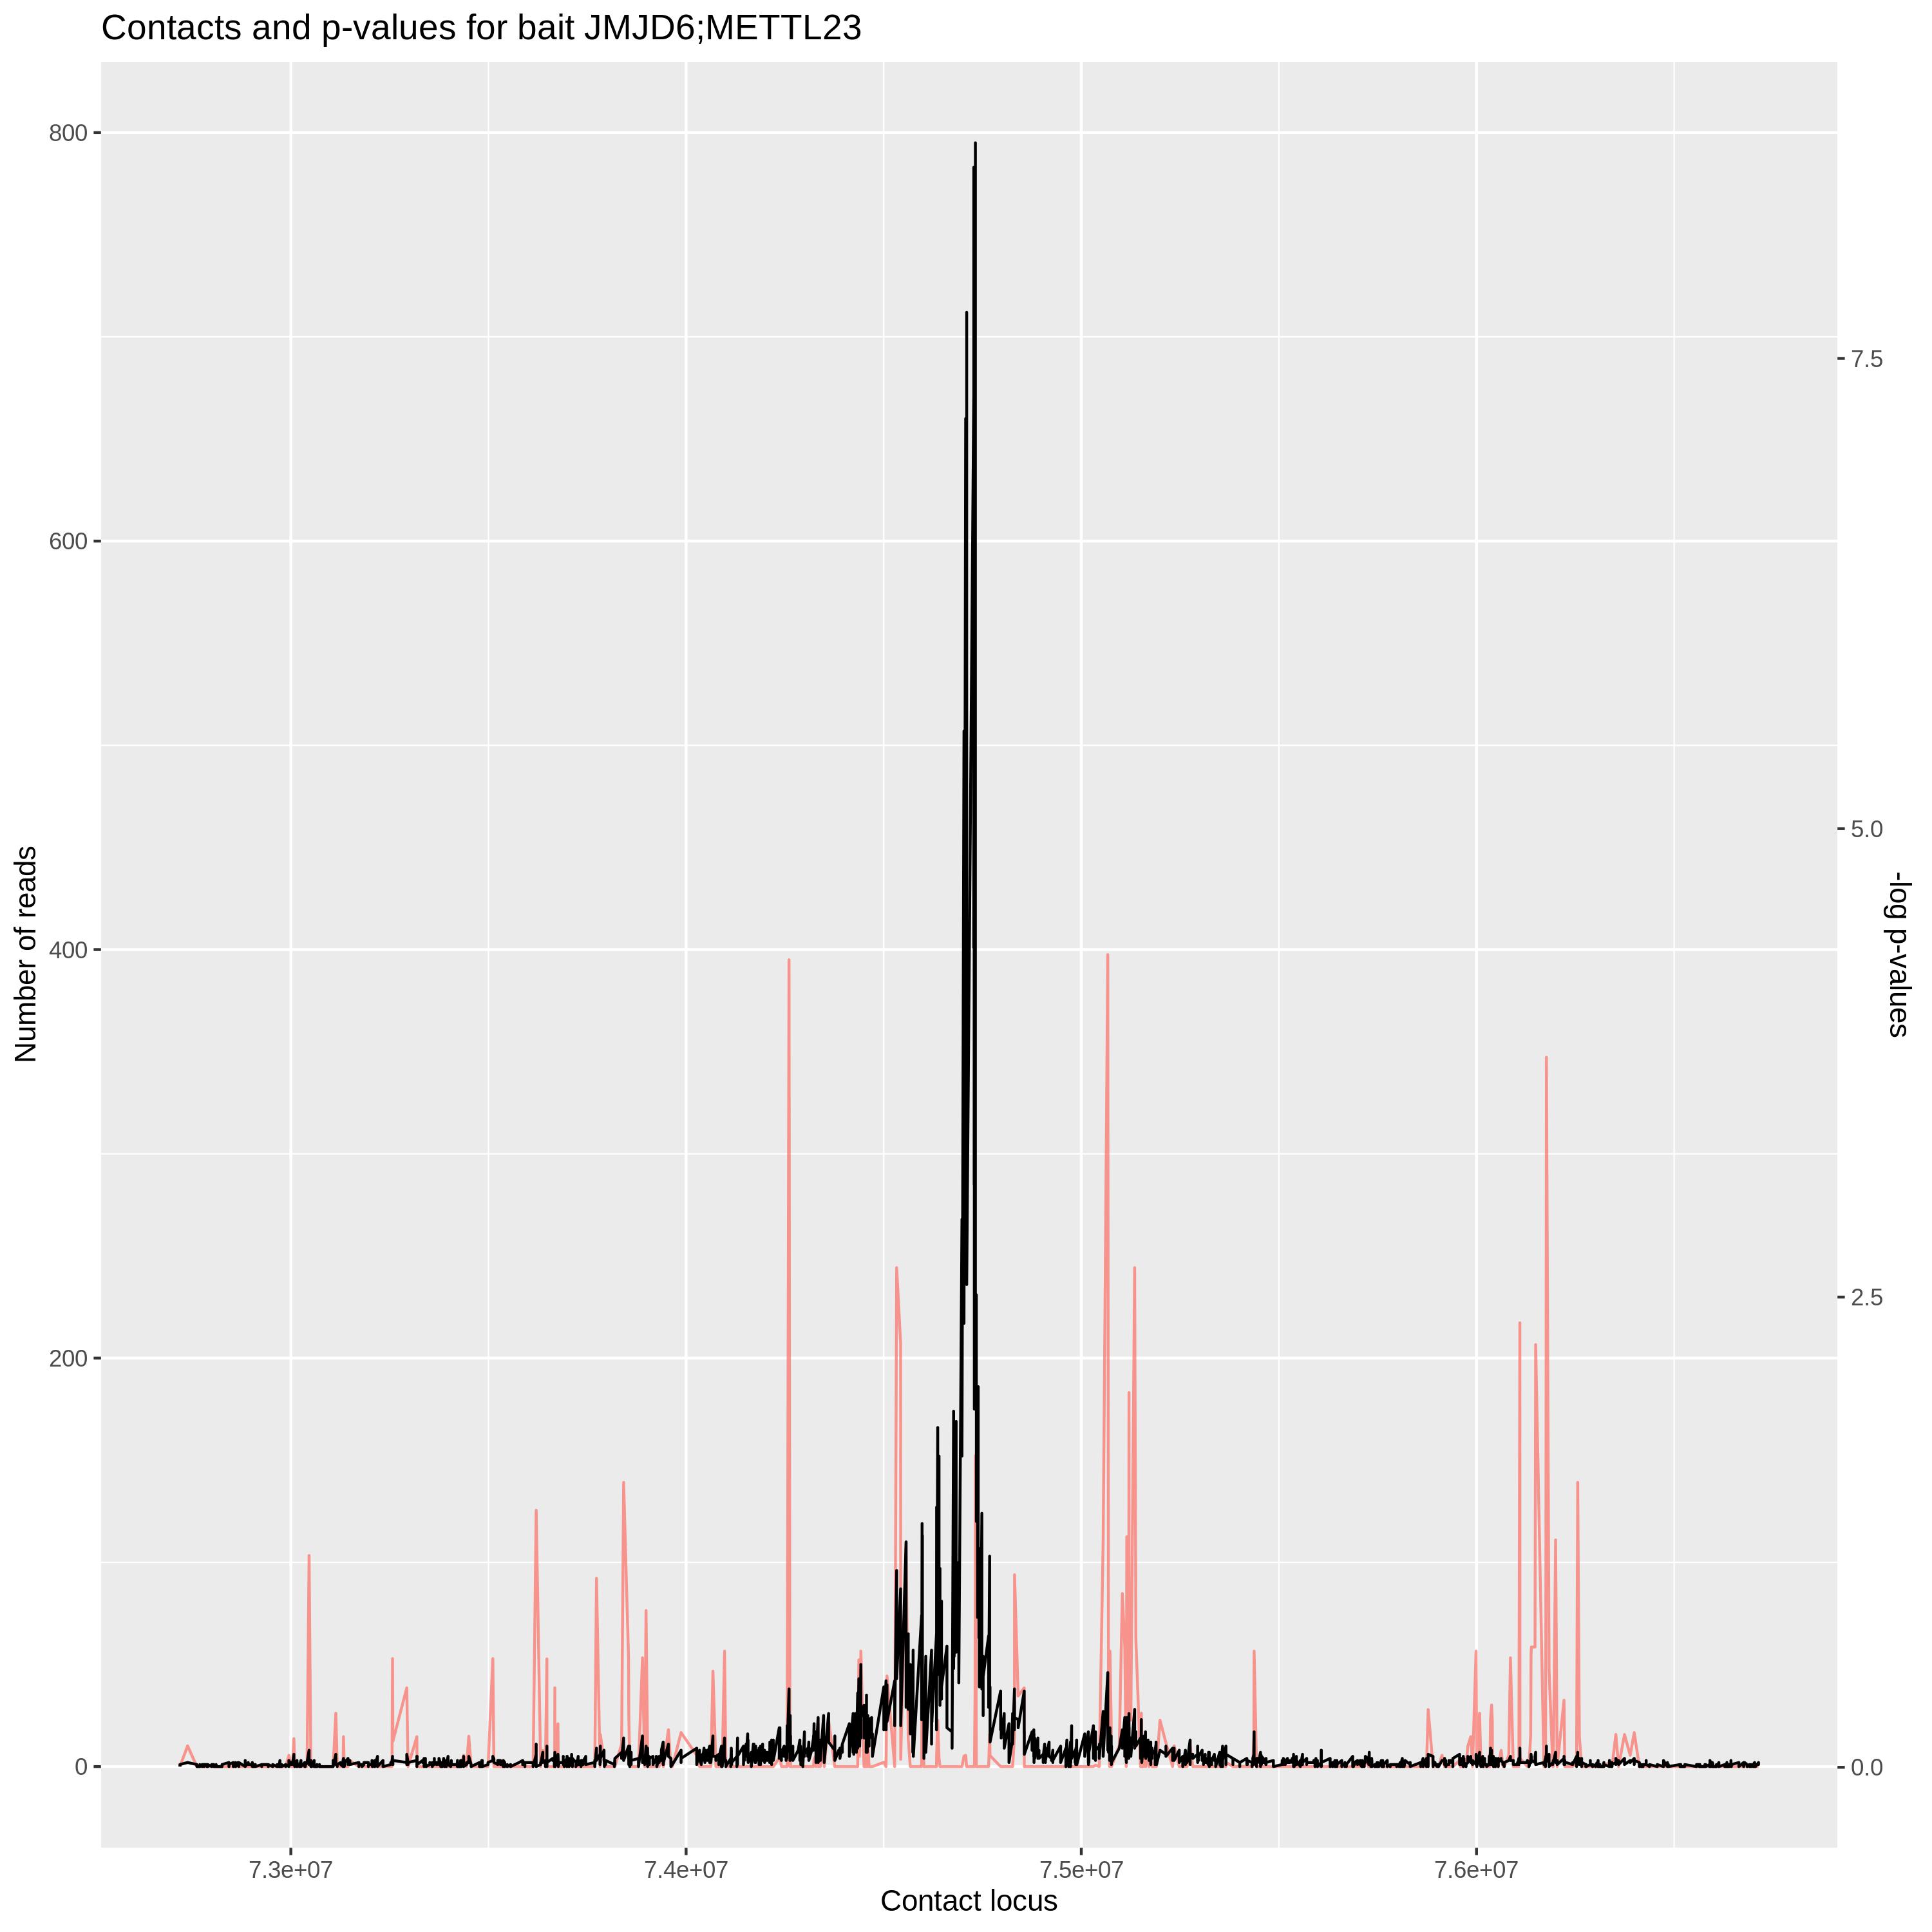 Contacts and p-values for bait JMJD6;METTL23
800
600
400
200
0
Number of reads
7.5
5.0
2.5
0.0
-log p-values
7.3e+07 7.4e+07 7.5e+07 7.6e+07
Contact locus